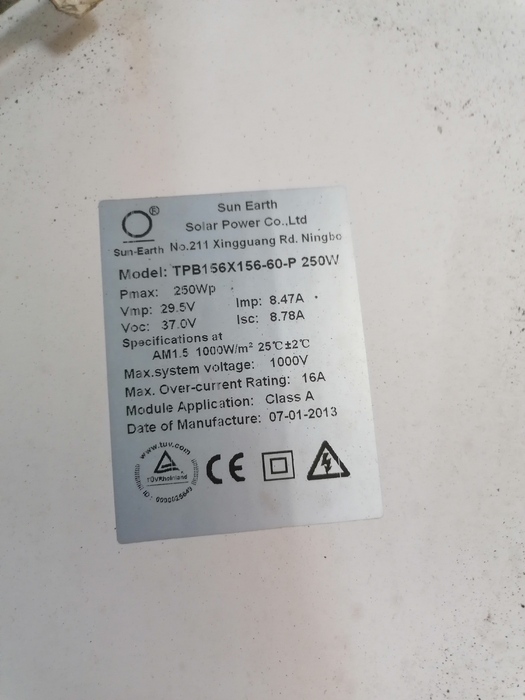 Sun Earth
Solar Power Co.,Ltd
Sun-Earth No.211 Xingguang Rd. Ningbo
®
Model: TPB156X156-60-P 250W
Pmax: 250Wp
Vmp: 29.5V Imp: 8.47A
Voc: 37.0V Isc: 8.78A
Specifications at
AM1.5 1000W/m² 25℃±2℃
Max.system voltage: 1000V
Max. Over-current Rating: 16A
Module Application: Class A
Date of Manufacture: 07-01-2013
www.tuv.com
TÜVRheinland
ID:
CE